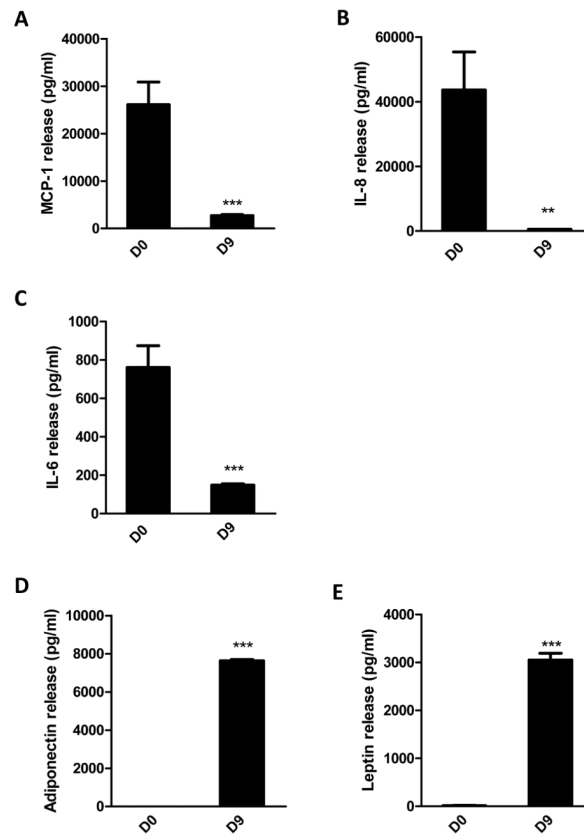 A
MCP-1 release (pg/ml)
40000
30000
20000
10000
0
***
D0
D9
B
IL-8 release (pg/ml)
60000
40000
20000
0
**
D0
D9
C
IL-6 release (pg/ml)
1000
800
600
400
200
0
***
D0
D9
D
Adiponectin release (pg/ml)
10000
8000
6000
4000
2000
0
***
D0
D9
E
Leptin release (pg/ml)
4000
3000
2000
1000
0
***
D0
D9